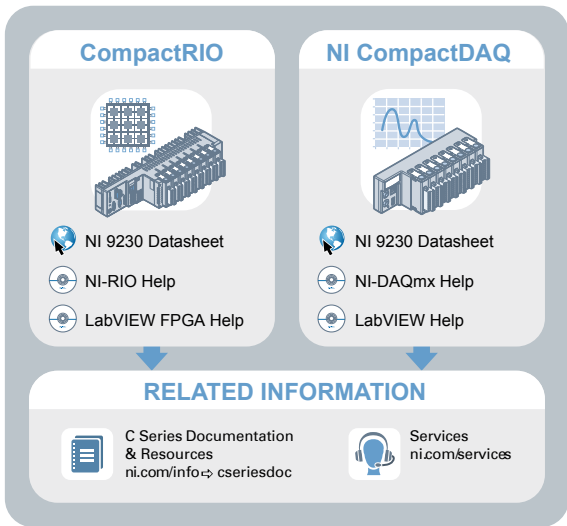 CompactRIO
NI 9230 Datasheet
NI-RIO Help
LabVIEW FPGA Help
NI CompactDAQ
NI 9230 Datasheet
NI-DAQmx Help
LabVIEW Help
RELATED INFORMATION
C Series Documentation
& Resources
ni.com/info ⇨ cseriesdoc
Services
ni.com/services